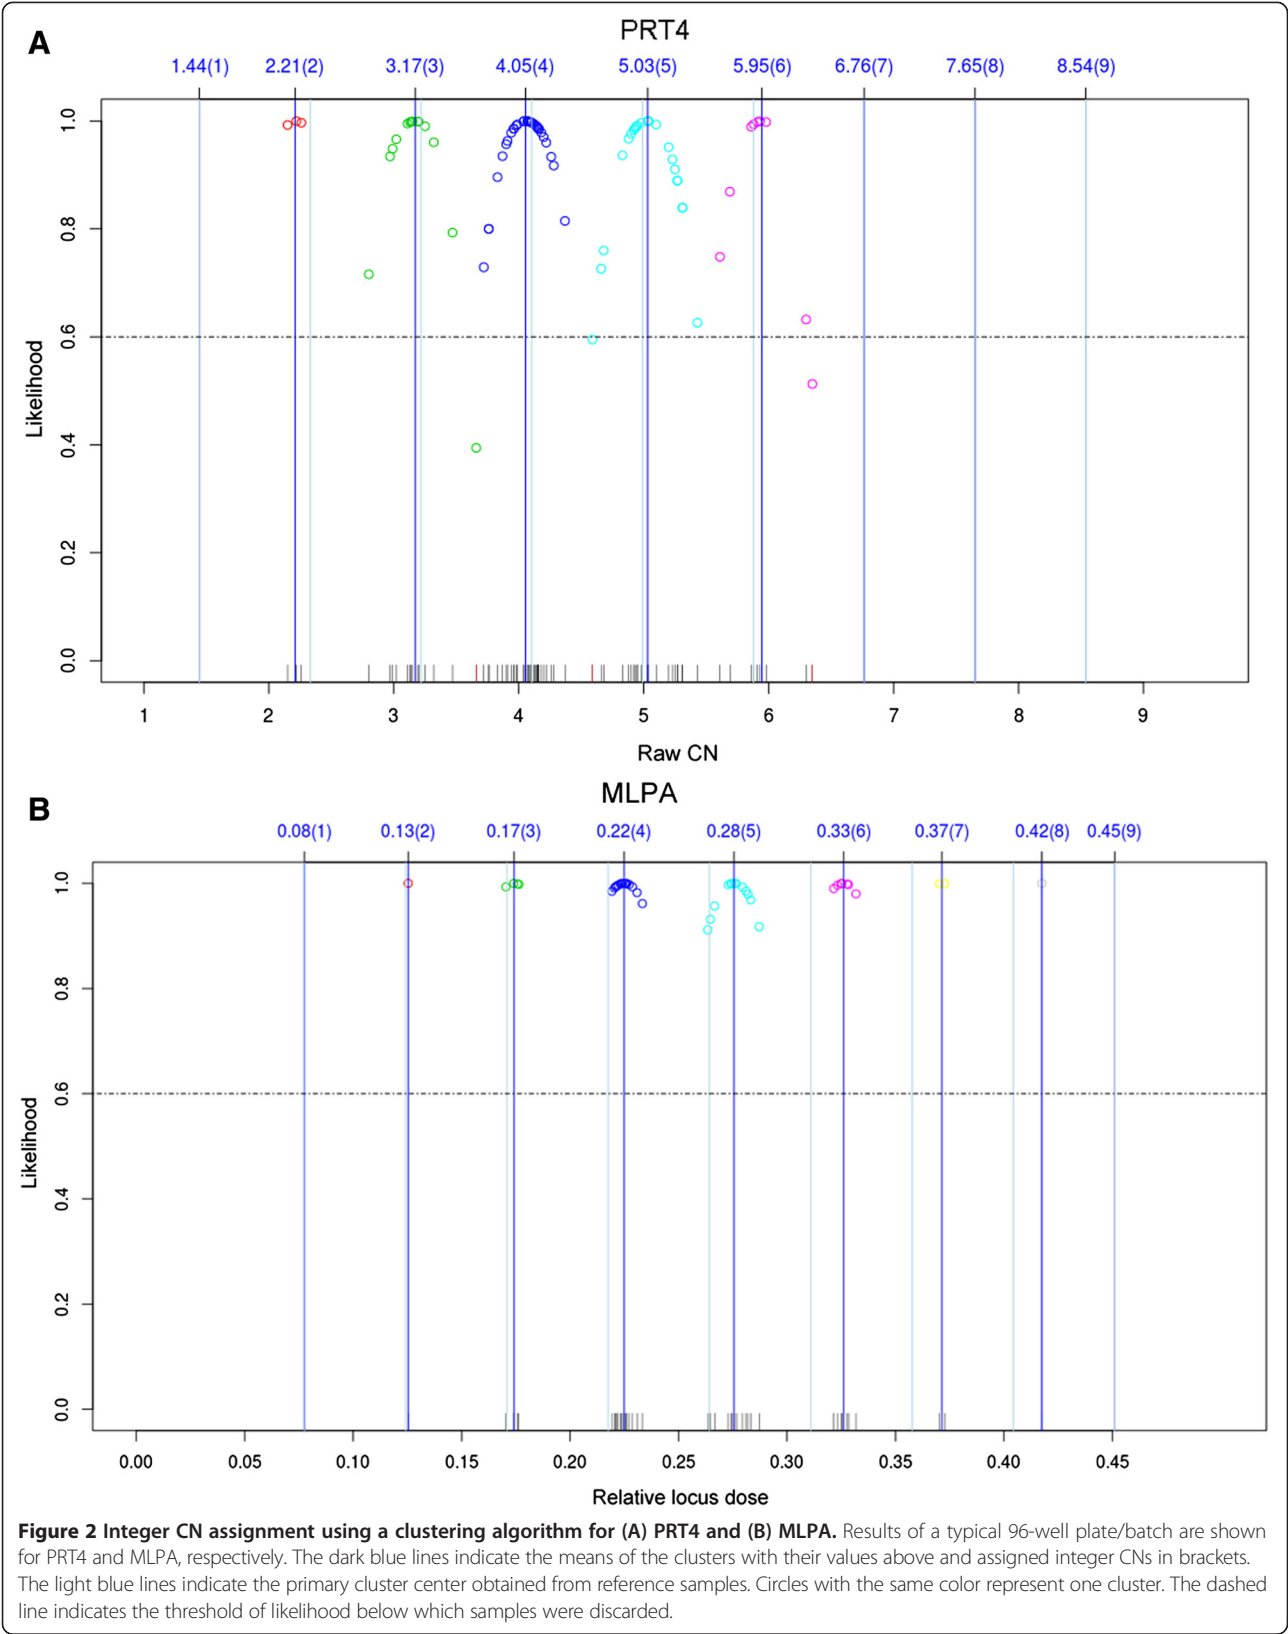 A
PRT4
1.44(1) 2.21(2) 3.17(3) 4.05(4) 5.03(5) 5.95(6) 6.76(7) 7.65(8) 8.54(9)
1.0
0.8
0.6
0.4
0.2
0.0
Likelihood
1 2 3 4 5 6 7 8 9
Raw CN
B
MLPA
0.08(1) 0.13(2) 0.17(3) 0.22(4) 0.28(5) 0.33(6) 0.37(7) 0.42(8) 0.45(9)
1.0
0.8
0.6
0.4
0.2
0.0
Likelihood
0.00 0.05 0.10 0.15 0.20 0.25 0.30 0.35 0.40 0.45
Relative locus dose
Figure 2 Integer CN assignment using a clustering algorithm for (A) PRT4 and (B) MLPA. Results of a typical 96-well plate/batch are shown
for PRT4 and MLPA, respectively. The dark blue lines indicate the means of the clusters with their values above and assigned integer CNs in brackets.
The light blue lines indicate the primary cluster center obtained from reference samples. Circles with the same color represent one cluster. The dashed
line indicates the threshold of likelihood below which samples were discarded.